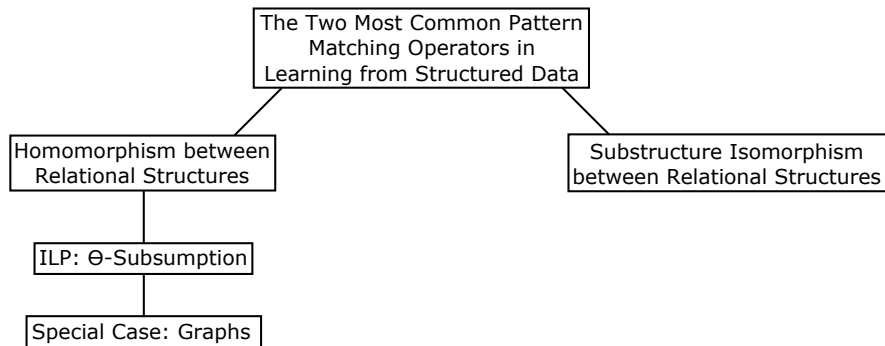 The Two Most Common Pattern
Matching Operators in
Learning from Structured Data
Homomorphism between
Relational Structures
Substructure Isomorphism
between Relational Structures
ILP: Ɵ-Subsumption
Special Case: Graphs